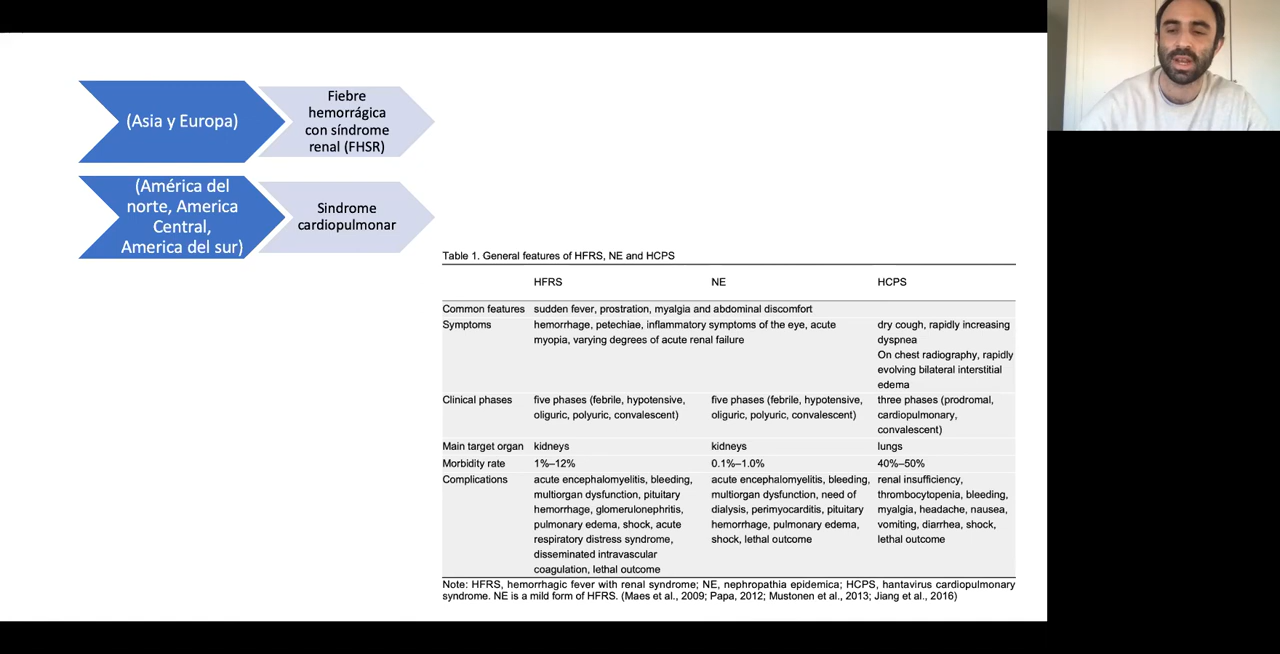 (Asia y Europa)
Fiebre
hemorrágica
con síndrome
renal (FHSR)
(América del
norte, America
Central,
America del sur)
Sindrome
cardiopulmonar
Table 1. General features of HFRS, NE and HCPS
HFRS NE HCPS
Common features sudden fever, prostration, myalgia and abdominal discomfort
Symptoms hemorrhage, petechiae, inflammatory symptoms of the eye, acute dry cough, rapidly increasing
myopia, varying degrees of acute renal failure dyspnea
On chest radiography, rapidly
evolving bilateral interstitial
edema
Clinical phases five phases (febrile, hypotensive, five phases (febrile, hypotensive, three phases (prodromal,
oliguric, polyuric, convalescent) oliguric, polyuric, convalescent) cardiopulmonary,
convalescent)
Main target organ kidneys kidneys lungs
Morbidity rate 1%–12% 0.1%–1.0% 40%–50%
Complications acute encephalomyelitis, bleeding, acute encephalomyelitis, bleeding, renal insufficiency,
multiorgan dysfunction, pituitary multiorgan dysfunction, need of thrombocytopenia, bleeding,
hemorrhage, glomerulonephritis, dialysis, perimyocarditis, pituitary myalgia, headache, nausea,
pulmonary edema, shock, acute hemorrhage, pulmonary edema, vomiting, diarrhea, shock,
respiratory distress syndrome, shock, lethal outcome lethal outcome
disseminated intravascular
coagulation, lethal outcome
Note: HFRS, hemorrhagic fever with renal syndrome; NE, nephropathia epidemica; HCPS, hantavirus cardiopulmonary
syndrome. NE is a mild form of HFRS. (Maes et al., 2009; Papa, 2012; Mustonen et al., 2013; Jiang et al., 2016)